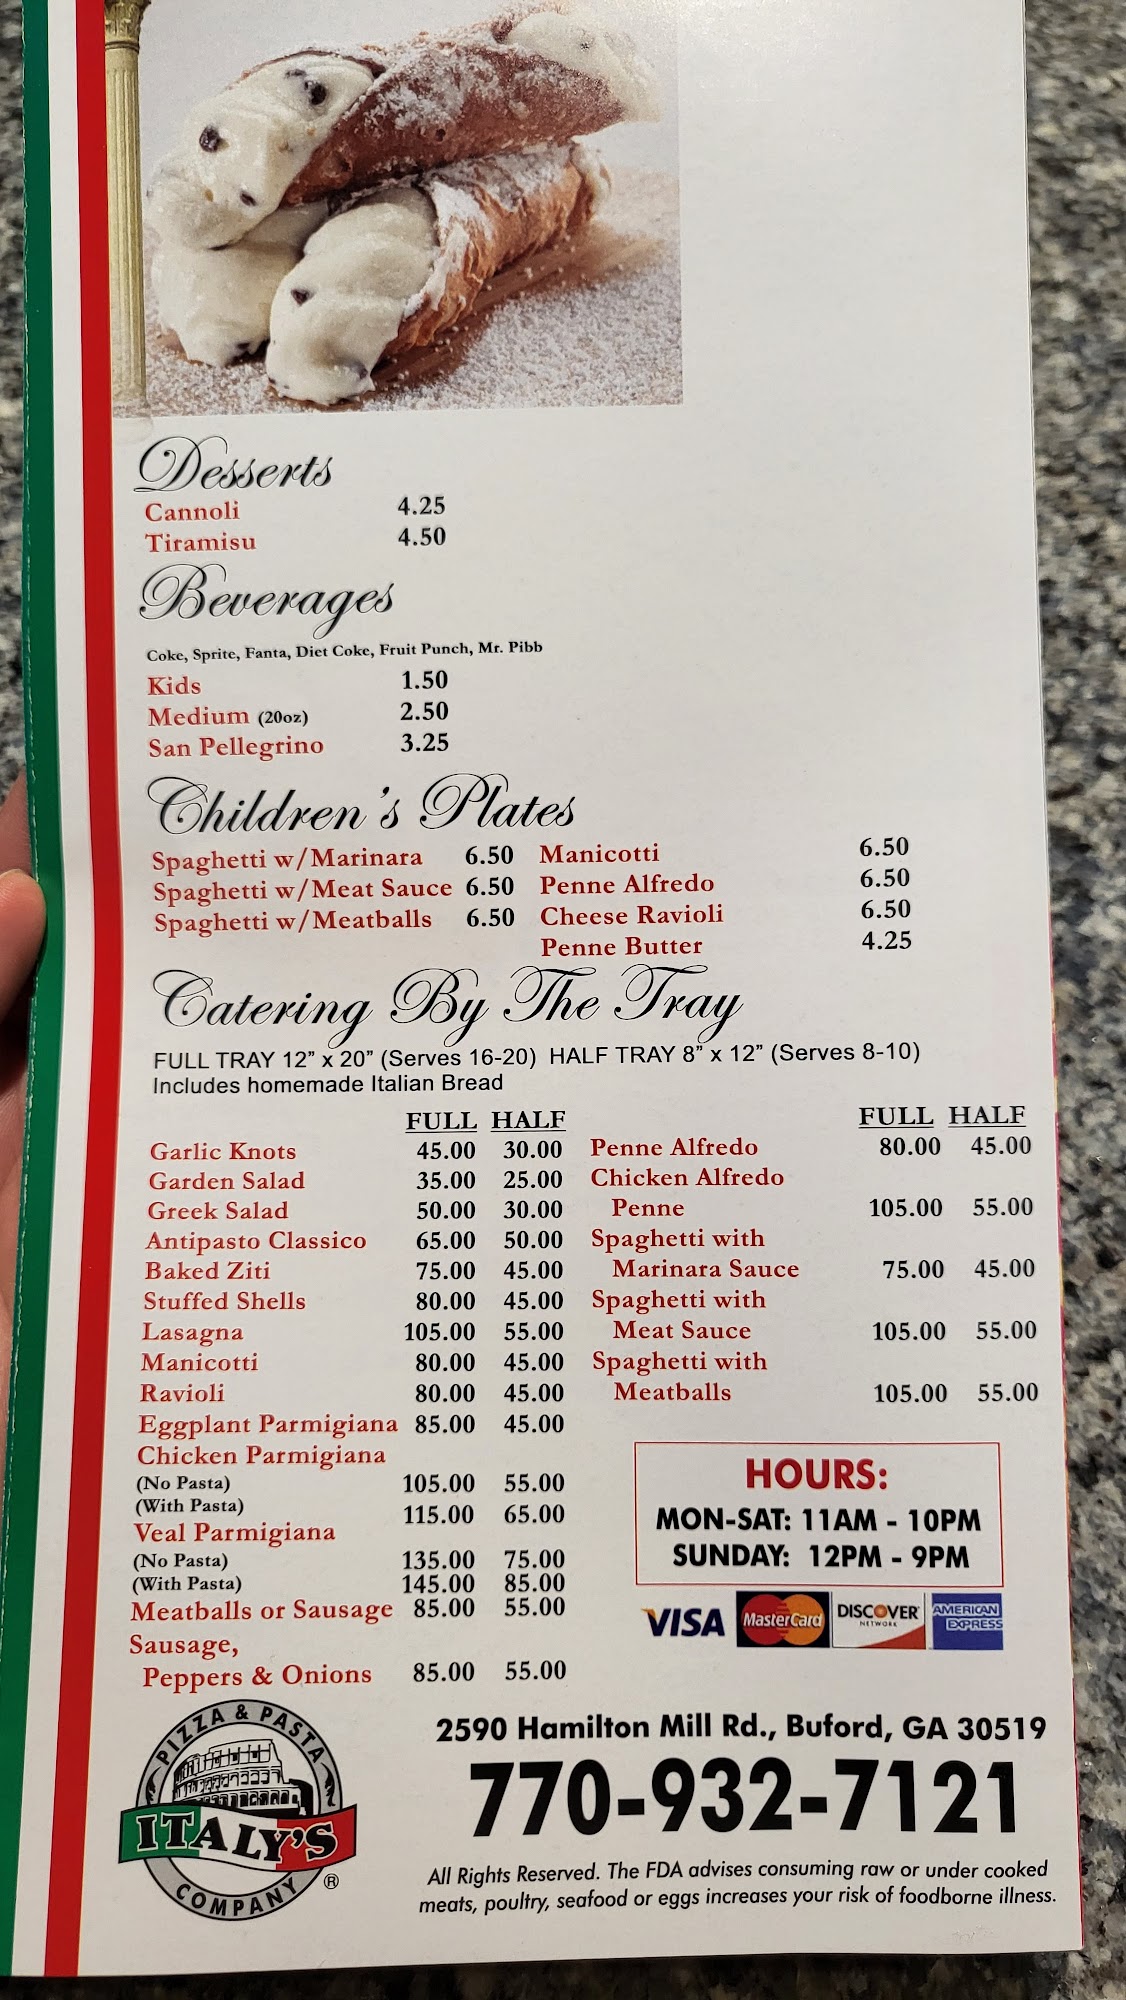 Desserts
Cannoli 4.25
Tiramisu 4.50
Beverages
Coke, Sprite, Fanta, Diet Coke, Fruit Punch, Mr. Pibb
Kids 1.50
Medium (20oz) 2.50
San Pellegrino 3.25
Children's Plates
Spaghetti w/Marinara 6.50 Manicotti 6.50
Spaghetti w/Meat Sauce 6.50 Penne Alfredo 6.50
Spaghetti w/Meatballs 6.50 Cheese Ravioli 6.50
Penne Butter 4.25
Catering By The Tray
FULL TRAY 12" x 20" (Serves 16-20) HALF TRAY 8" x 12" (Serves 8-10)
Includes homemade Italian Bread
FULL HALF
Garlic Knots 45.00 30.00
Garden Salad 35.00 25.00
Greek Salad 50.00 30.00
Antipasto Classico 65.00 50.00
Baked Ziti 75.00 45.00
Stuffed Shells 80.00 45.00
Lasagna 105.00 55.00
Manicotti 80.00 45.00
Ravioli 80.00 45.00
Eggplant Parmigiana 85.00 45.00
Chicken Parmigiana
(No Pasta) 105.00 55.00
(With Pasta) 115.00 65.00
Veal Parmigiana
(No Pasta) 135.00 75.00
(With Pasta) 145.00 85.00
Meatballs or Sausage 85.00 55.00
Sausage,
Peppers & Onions 85.00 55.00
FULL HALF
Penne Alfredo 80.00 45.00
Chicken Alfredo
Penne 105.00 55.00
Spaghetti with
Marinara Sauce 75.00 45.00
Spaghetti with
Meat Sauce 105.00 55.00
Spaghetti with
Meatballs 105.00 55.00
HOURS:
MON-SAT: 11AM - 10PM
SUNDAY: 12PM - 9PM
VISA MasterCard DISCOVER NETWORK AMERICAN EXPRESS
PIZZA & PASTA
ITALY'S
COMPANY ®
2590 Hamilton Mill Rd., Buford, GA 30519
770-932-7121
All Rights Reserved. The FDA advises consuming raw or under cooked
meats, poultry, seafood or eggs increases your risk of foodborne illness.